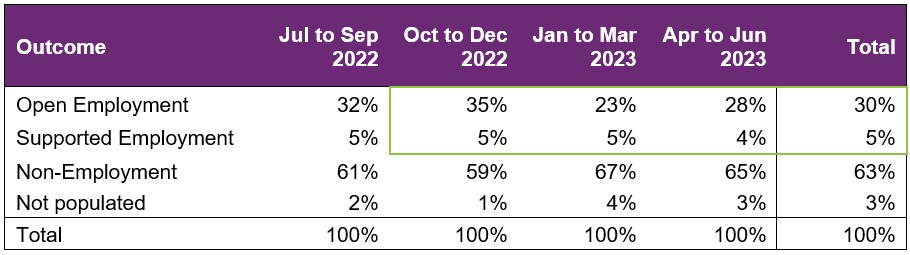 Outcome Jul to Sep 2022 Oct to Dec 2022 Jan to Mar 2023 Apr to Jun 2023 Total
Open Employment 32% 35% 23% 28% 30%
Supported Employment 5% 5% 5% 4% 5%
Non-Employment 61% 59% 67% 65% 63%
Not populated 2% 1% 4% 3% 3%
Total 100% 100% 100% 100% 100%